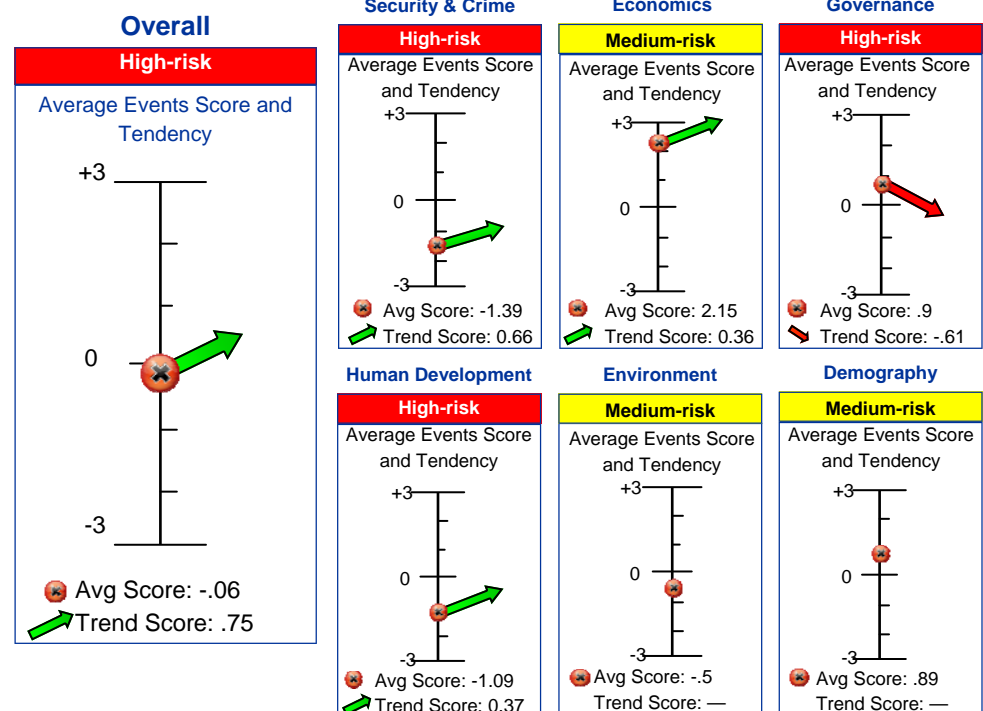 Overall
High-risk
Average Events Score and
Tendency
+3
0
-3
Avg Score: -.06
Trend Score: .75
Security & Crime
High-risk
Average Events Score
and Tendency
+3
0
-3
Avg Score: -1.39
Trend Score: 0.66
Economics
Medium-risk
Average Events Score
and Tendency
+3
0
-3
Avg Score: 2.15
Trend Score: 0.36
Governance
High-risk
Average Events Score
and Tendency
+3
0
-3
Avg Score: .9
Trend Score: -.61
Human Development
High-risk
Average Events Score
and Tendency
+3
0
-3
Avg Score: -1.09
Trend Score: 0.37
Environment
Medium-risk
Average Events Score
and Tendency
+3
0
-3
Avg Score: -.5
Trend Score: —
Demography
Medium-risk
Average Events Score
and Tendency
+3
0
-3
Avg Score: .89
Trend Score: —